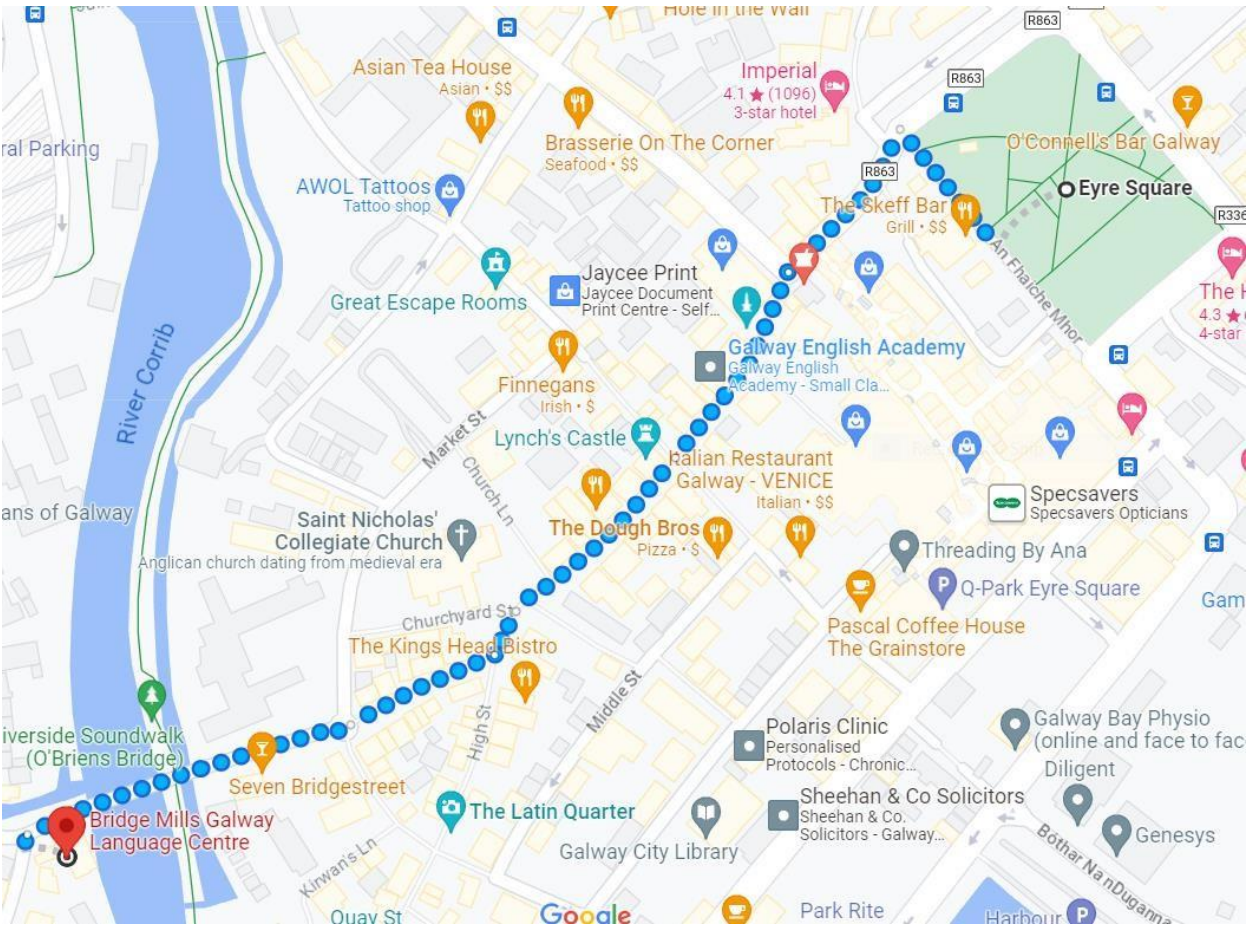 Hole in the Wall
R863
Asian Tea House
Asian • $$
Imperial
4.1 ★ (1096)
3-star hotel
R863
Brasserie On The Corner
Seafood • $$
O'Connell's Bar Galway
ral Parking
R863
AWOL Tattoos
Tattoo shop
Eyre Square
The Skeff Bar
Grill • $$
R336
An Fhaiche Mhor
Jaycee Print
Jaycee Document
Print Centre - Self...
Great Escape Rooms
The H
4.3 ★
4-star
River Corrib
Galway English Academy
Galway English
Academy - Small Cla...
Finnegans
Irish • $
Market St
Lynch's Castle
Church Ln
Italian Restaurant
Galway - VENICE
Italian • $$
Specsavers
Specsavers Opticians
ans of Galway
Saint Nicholas'
Collegiate Church
Anglican church dating from medieval era
The Dough Bros
Pizza • $
Threading By Ana
P
Q-Park Eyre Square
Gam
Churchyard St
Pascal Coffee House
The Grainstore
The Kings Head Bistro
Middle St
High St
iverside Soundwalk
(O'Briens Bridge)
Polaris Clinic
Personalised
Protocols - Chronic...
Galway Bay Physio
(online and face to fac
Diligent
Seven Bridgestreet
The Latin Quarter
Sheehan & Co Solicitors
Sheehan & Co.
Solicitors - Galway...
Genesys
Bridge Mills Galway
Language Centre
Galway City Library
Bóthar Na nDuganna
Kirwan's Ln
Quay St
Google
Park Rite
Harbour
P